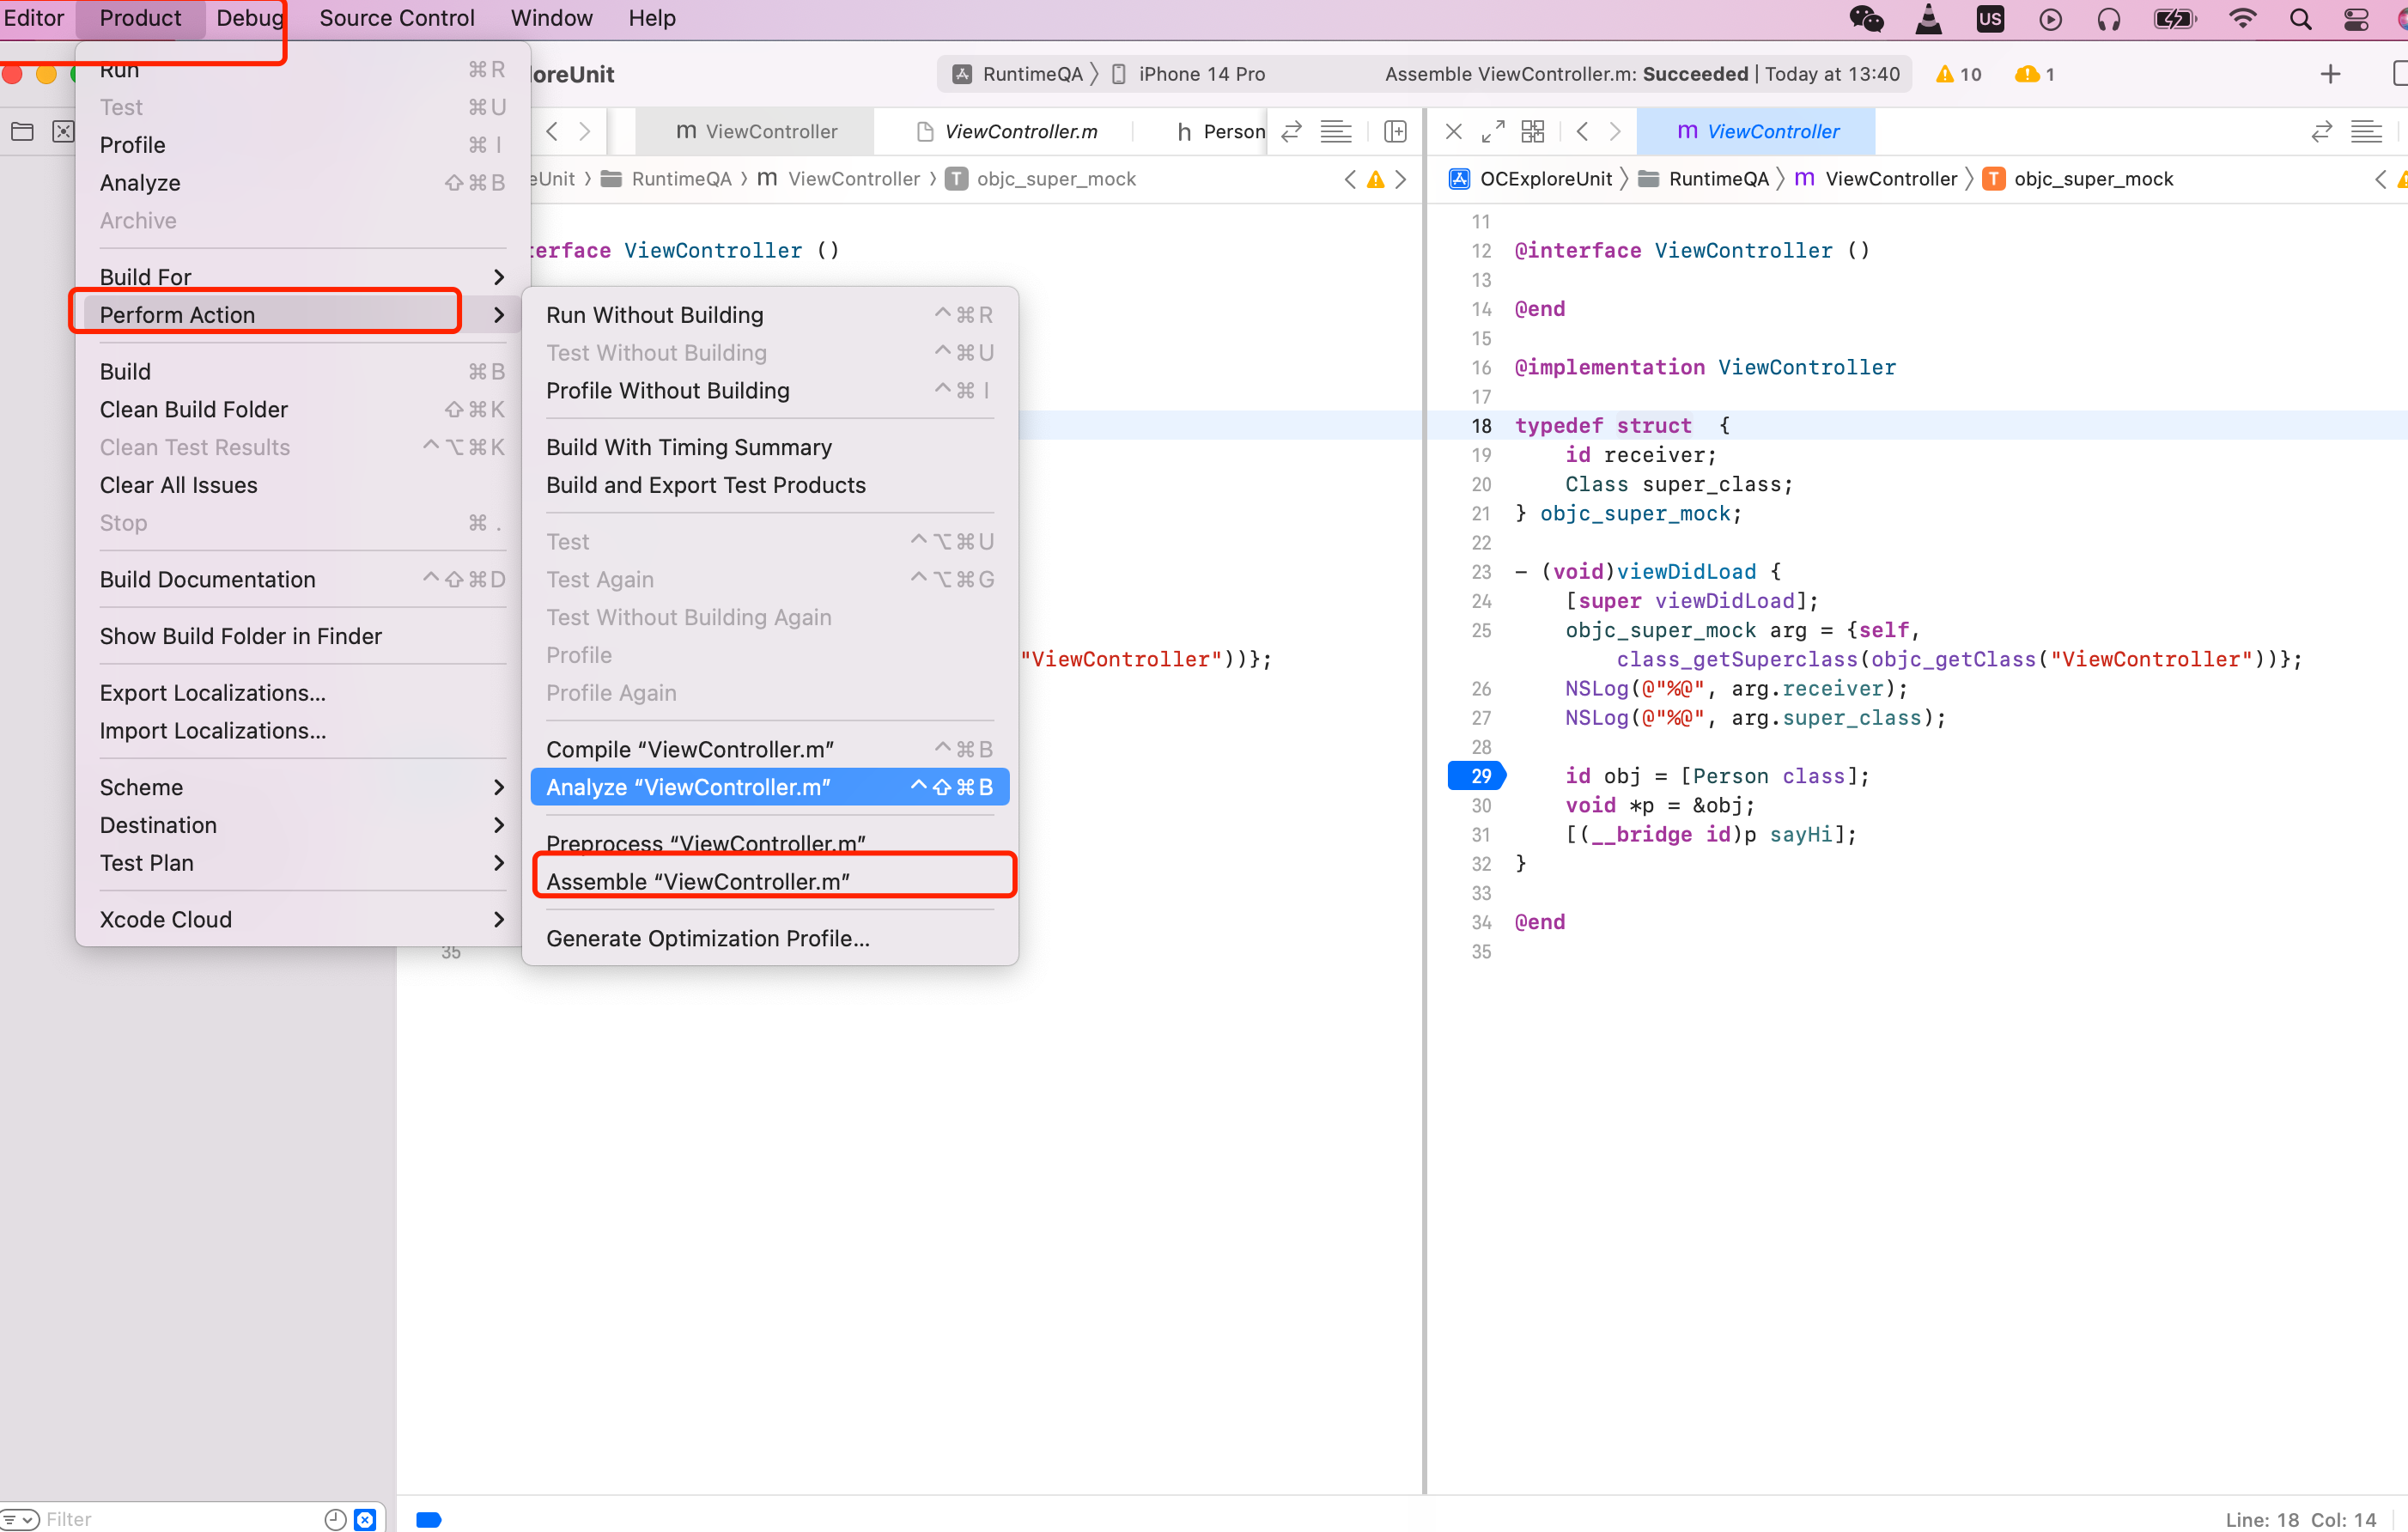 Editor Product Debug Source Control Window Help US
Run ⌘R
Test ⌘U
Profile ⌘I
Analyze ⇧⌘B
Archive
Build For
Perform Action
Build ⌘B
Clean Build Folder ⇧⌘K
Clean Test Results ^⌥⌘K
Clear All Issues
Stop ⌘.
Build Documentation ^⇧⌘D
Show Build Folder in Finder
Export Localizations...
Import Localizations...
Scheme
Destination
Test Plan
Xcode Cloud
Run Without Building ^⌘R
Test Without Building ^⌘U
Profile Without Building ^⌘I
Build With Timing Summary
Build and Export Test Products
Test ^⌥⌘U
Test Again ^⌥⌘G
Test Without Building Again
Profile
Profile Again
Compile “ViewController.m” ^⌘B
Analyze “ViewController.m” ^⇧⌘B
Preprocess “ViewController.m”
Assemble “ViewController.m”
Generate Optimization Profile...
loreUnit RuntimeQA 〉 iPhone 14 Pro Assemble ViewController.m: Succeeded | Today at 13:40 10 1
m ViewController ViewController.m h Person
eUnit 〉 RuntimeQA 〉 m ViewController 〉 T objc_super_mock
terface ViewController ()
"ViewController"))};
35
m ViewController
OCExploreUnit 〉 RuntimeQA 〉 m ViewController 〉 T objc_super_mock
11
12 @interface ViewController ()
13
14 @end
15
16 @implementation ViewController
17
18 typedef struct  {
19 id receiver;
20 Class super_class;
21 } objc_super_mock;
22
23 - (void)viewDidLoad {
24 [super viewDidLoad];
25 objc_super_mock arg = {self,
class_getSuperclass(objc_getClass("ViewController"))};
26 NSLog(@"%@", arg.receiver);
27 NSLog(@"%@", arg.super_class);
28
29 id obj = [Person class];
30 void *p = &obj;
31 [(__bridge id)p sayHi];
32 }
33
34 @end
35
Filter
Line: 18 Col: 14